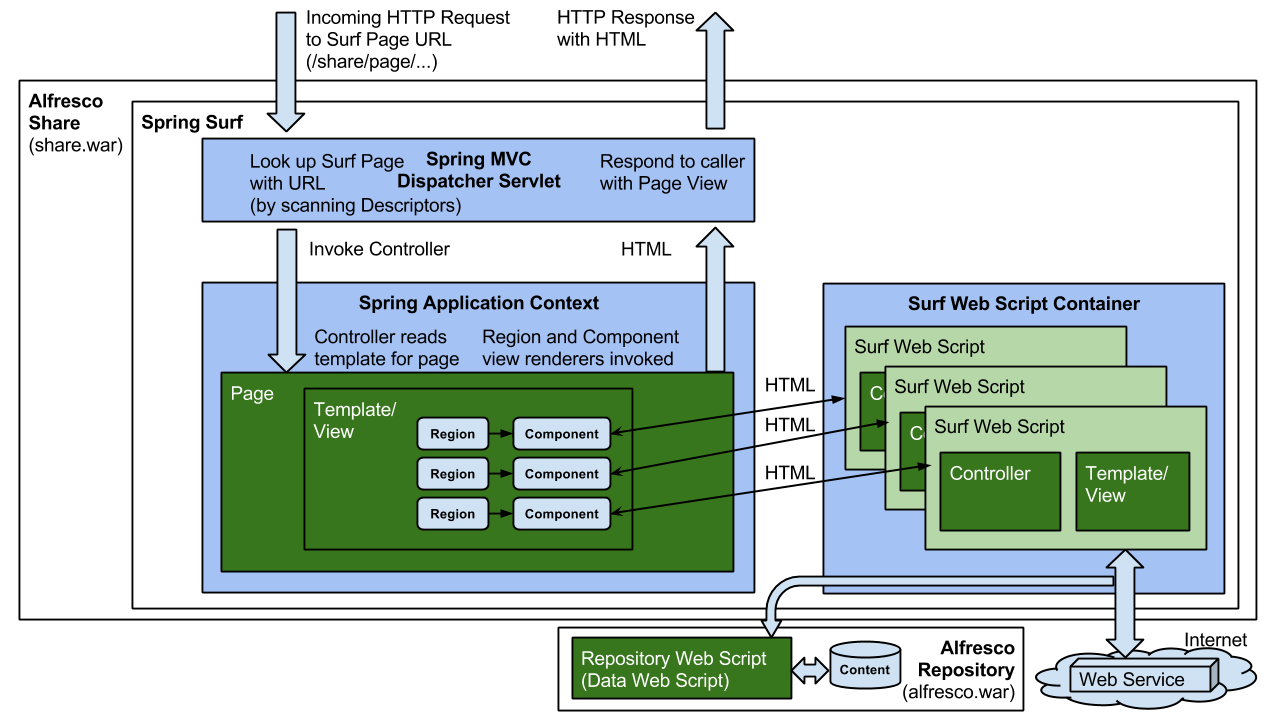 Incoming HTTP Request
to Surf Page URL
(/share/page/...)
HTTP Response
with HTML
Alfresco
Share
(share.war)
Spring Surf
Look up Surf Page
with URL
(by scanning Descriptors)
Spring MVC
Dispatcher Servlet
Respond to caller
with Page View
Invoke Controller
HTML
Spring Application Context
Controller reads
template for page
Region and Component
view renderers invoked
Page
Template/
View
Region
Component
Region
Component
Region
Component
HTML
HTML
HTML
Surf Web Script Container
Surf Web Script
Co
Surf Web Script
Co
Surf Web Script
Controller
Template/
View
Repository Web Script
(Data Web Script)
Content
Alfresco
Repository
(alfresco.war)
Internet
Web Service